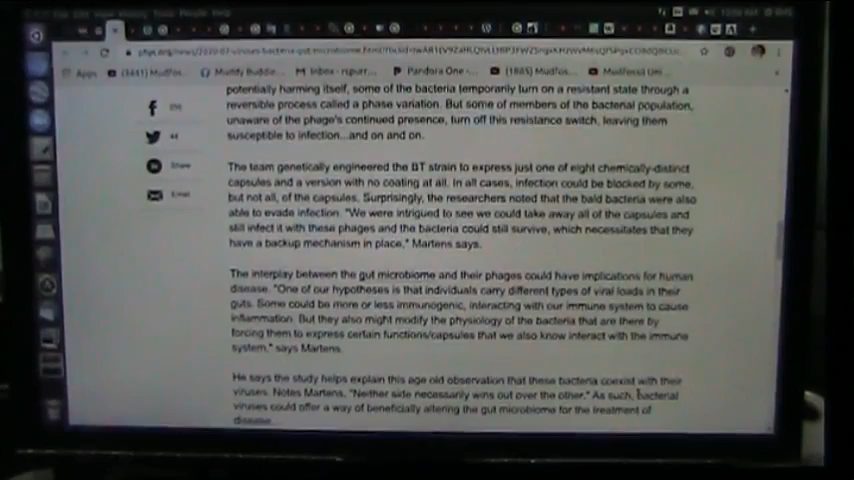 Apps
(3441) Mudfos...
Muddy Buddie...
Inbox - rspurr...
Pandora One -...
(1885) Mudfos...
Mudfossil Uni...
potentially harming itself, some of the bacteria temporarily turn on a resistant state through a
reversible process called a phase variation. But some of members of the bacterial population,
unaware of the phage's continued presence, turn off this resistance switch, leaving them
susceptible to infection...and on and on.
Share
Email
The team genetically engineered the BT strain to express just one of eight chemically-distinct
capsules and a version with no coating at all. In all cases, infection could be blocked by some,
but not all, of the capsules. Surprisingly, the researchers noted that the bald bacteria were also
able to evade infection. "We were intrigued to see we could take away all of the capsules and
still infect it with these phages and the bacteria could still survive, which necessitates that they
have a backup mechanism in place," Martens says.
The interplay between the gut microbiome and their phages could have implications for human
disease. "One of our hypotheses is that individuals carry different types of viral loads in their
guts. Some could be more or less immunogenic, interacting with our immune system to cause
inflammation. But they also might modify the physiology of the bacteria that are there by
forcing them to express certain functions/capsules that we also know interact with the immune
system," says Martens.
He says the study helps explain this age old observation that these bacteria coexist with their
viruses. Notes Martens, "Neither side necessarily wins out over the other." As such, bacterial
viruses could offer a way of beneficially altering the gut microbiome for the treatment of
disease.